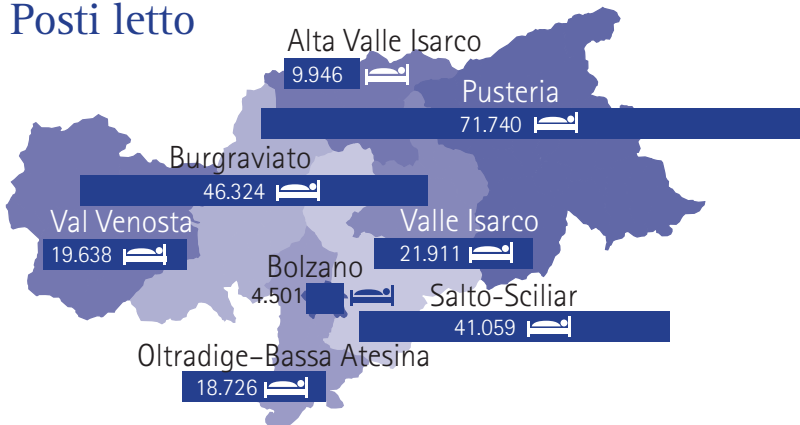 Posti letto
Alta Valle Isarco
9.946
Pusteria
71.740
Burgraviato
46.324
Val Venosta
19.638
Valle Isarco
21.911
Bolzano
4.501
Salto-Sciliar
41.059
Oltradige-Bassa Atesina
18.726